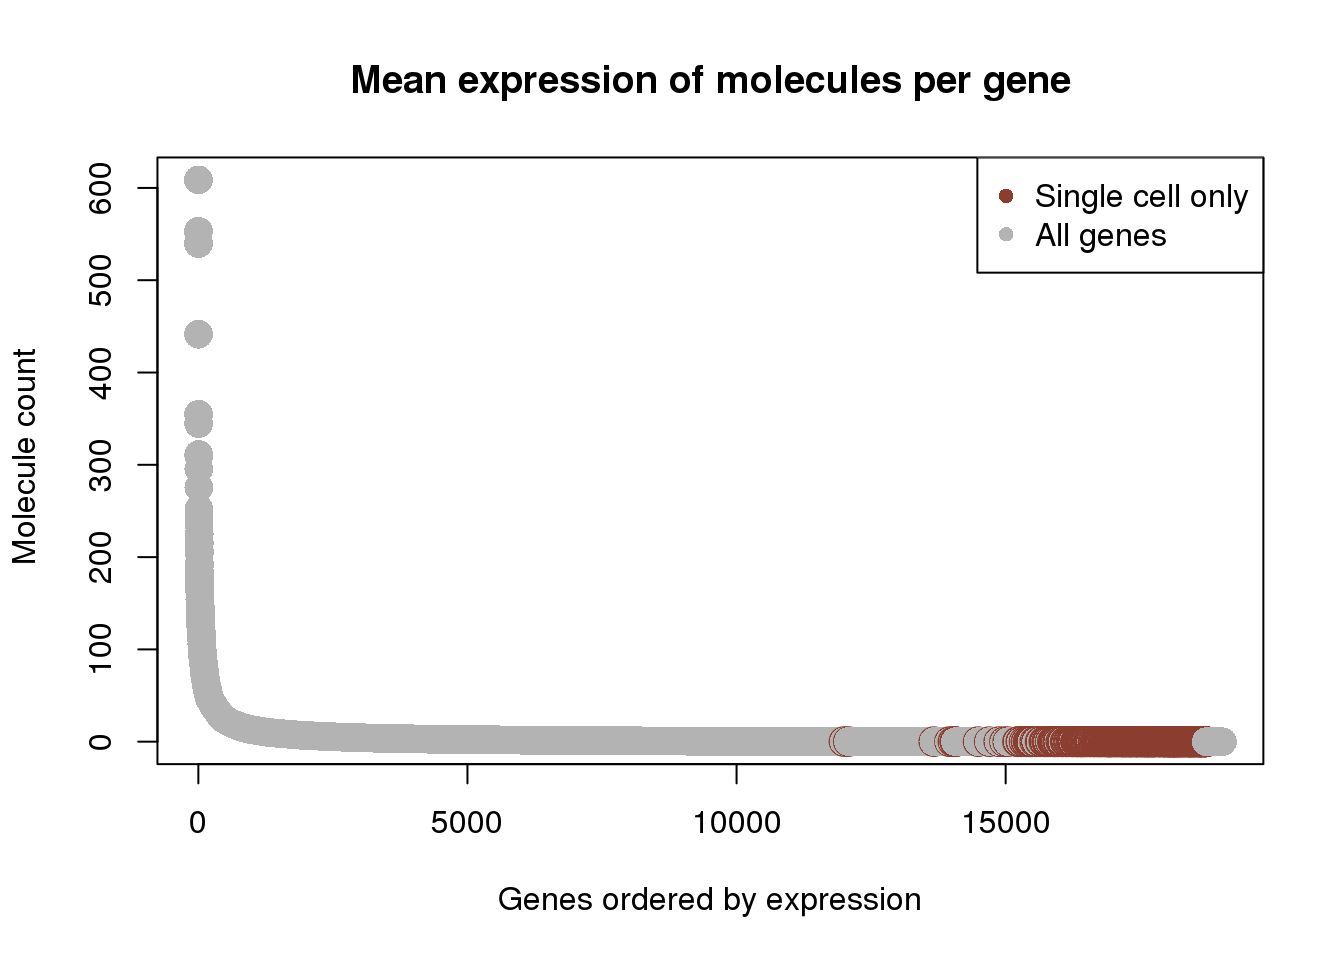 Mean expression of molecules per gene
Single cell only
All genes
Molecule count
600
500
400
300
200
100
0
0 5000 10000 15000
Genes ordered by expression